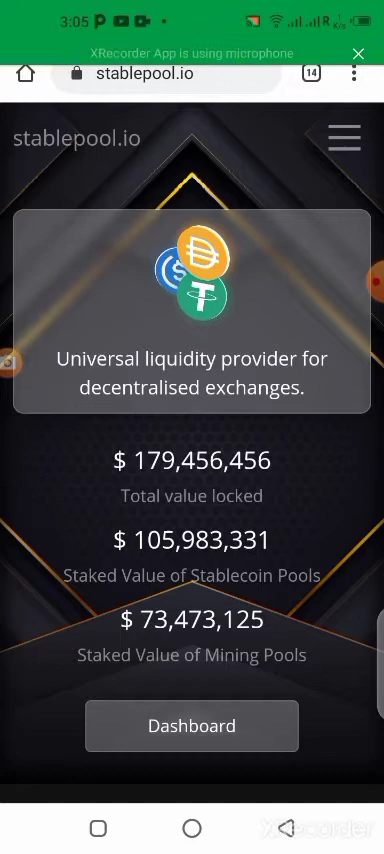 3:05
R
XRecorder App is using microphone
stablepool.io
14
stablepool.io
Universal liquidity provider for
decentralised exchanges.
$ 179,456,456
Total value locked
$ 105,983,331
Staked Value of Stablecoin Pools
$ 73,473,125
Staked Value of Mining Pools
Dashboard
XRecorder